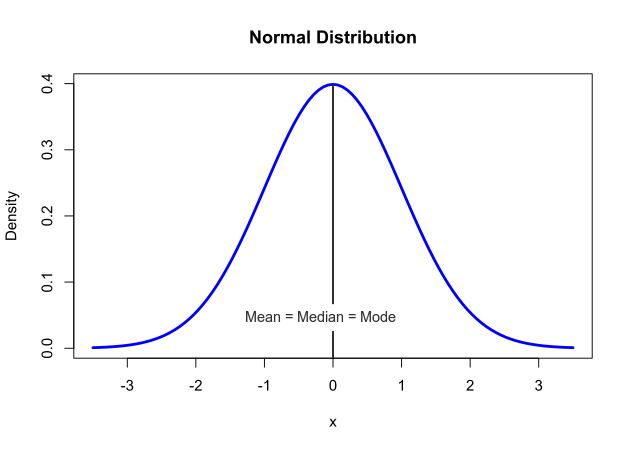 Normal Distribution
Density
0.4
0.3
0.2
0.1
0.0
Mean = Median = Mode
-3 -2 -1 0 1 2 3
x